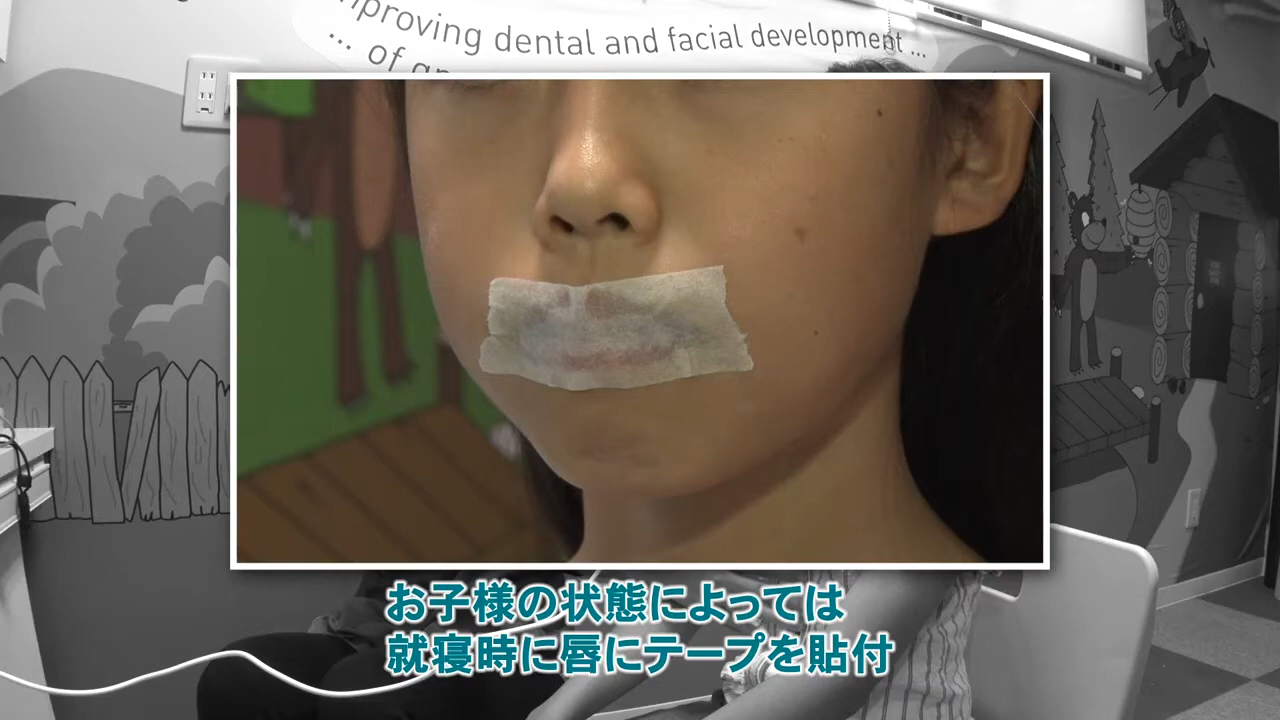 improving dental and facial development ...
... of
お子様の状態によっては
就寝時に唇にテープを貼付